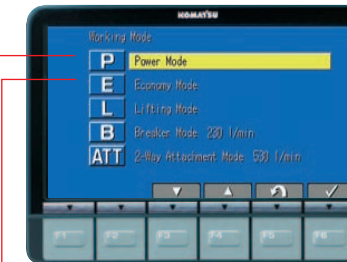 KOMATSU
Working Mode
P Power Mode
E Economy Mode
L Lifting Mode
B Breaker Mode 230 l/min
ATT 2-Way Attachment Mode 530 l/min
F1 F2 F3 F4 F5 F6